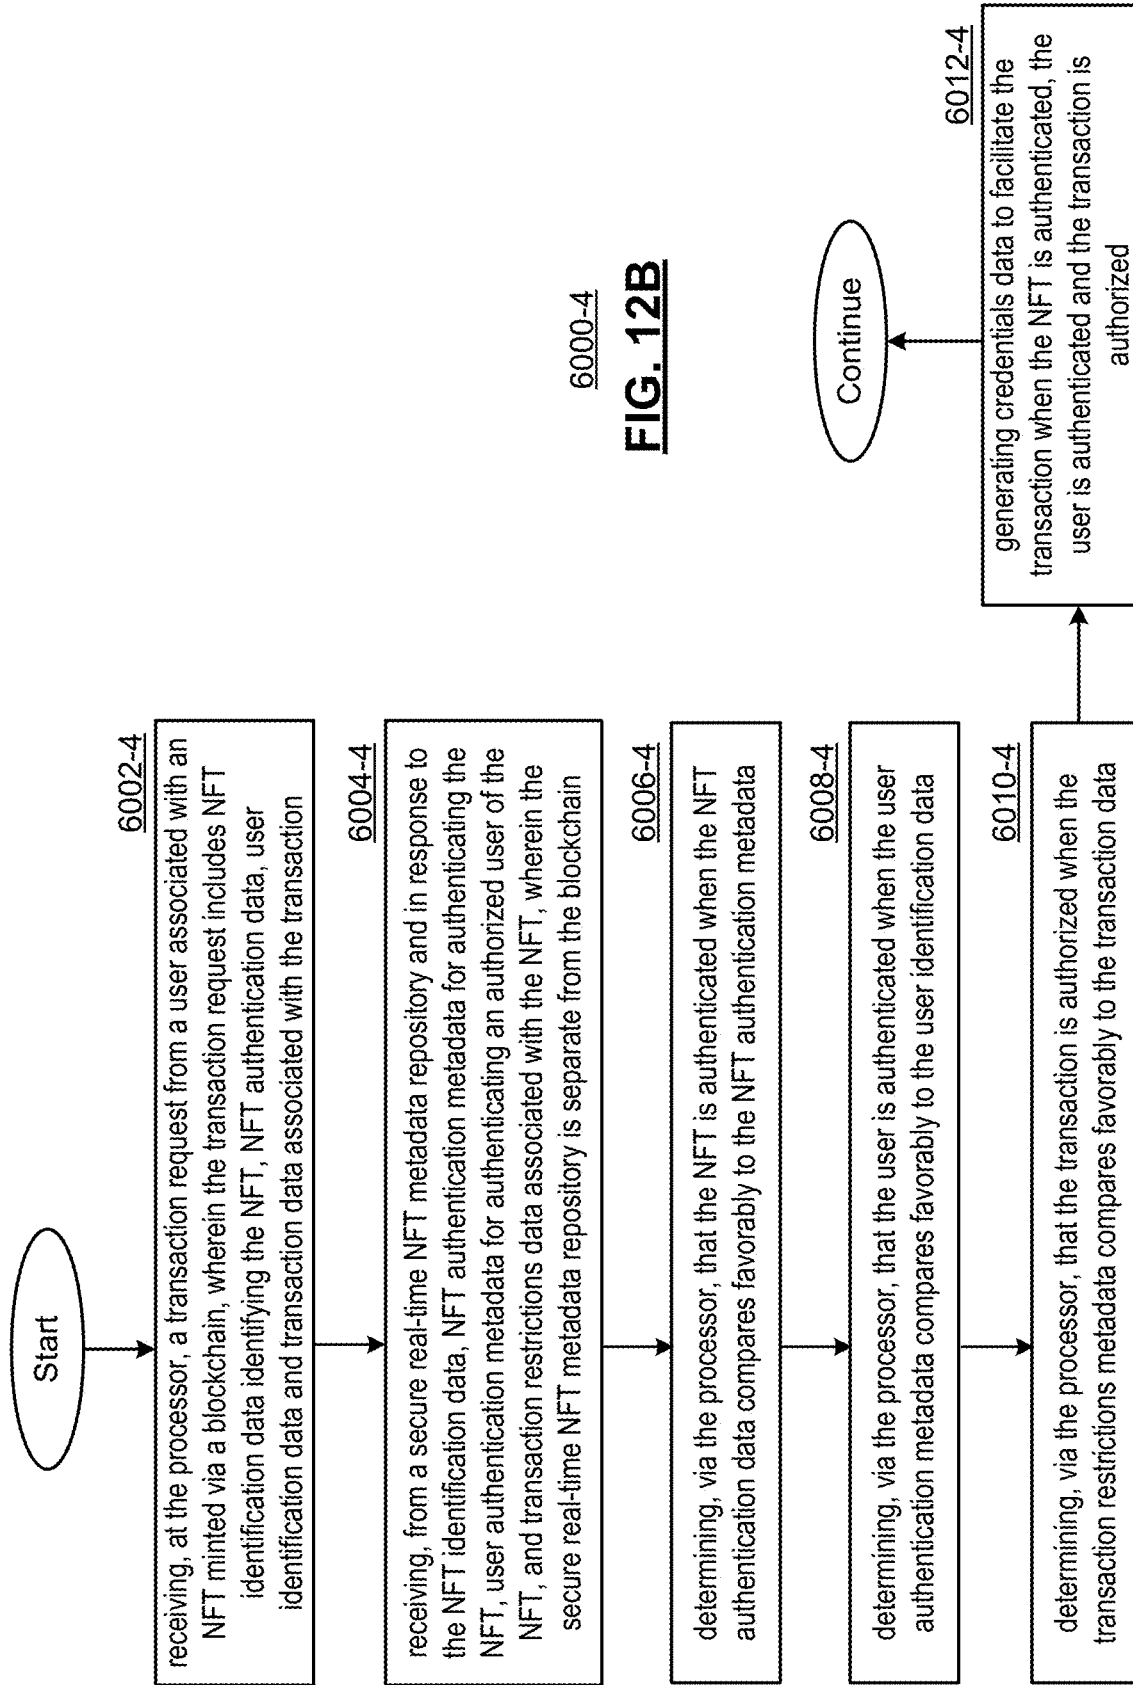 Start
6002-4
receiving, at the processor, a transaction request from a user associated with an
NFT minted via a blockchain, wherein the transaction request includes NFT
identification data identifying the NFT, NFT authentication data, user
identification data and transaction data associated with the transaction
6004-4
receiving, from a secure real-time NFT metadata repository and in response to
the NFT identification data, NFT authentication metadata for authenticating the
NFT, user authentication metadata for authenticating an authorized user of the
NFT, and transaction restrictions data associated with the NFT, wherein the
secure real-time NFT metadata repository is separate from the blockchain
6006-4
determining, via the processor, that the NFT is authenticated when the NFT
authentication data compares favorably to the NFT authentication metadata
6008-4
determining, via the processor, that the user is authenticated when the user
authentication metadata compares favorably to the user identification data
6010-4
determining, via the processor, that the transaction is authorized when the
transaction restrictions metadata compares favorably to the transaction data
6012-4
generating credentials data to facilitate the
transaction when the NFT is authenticated, the
user is authenticated and the transaction is
authorized
Continue
6000-4
FIG. 12B